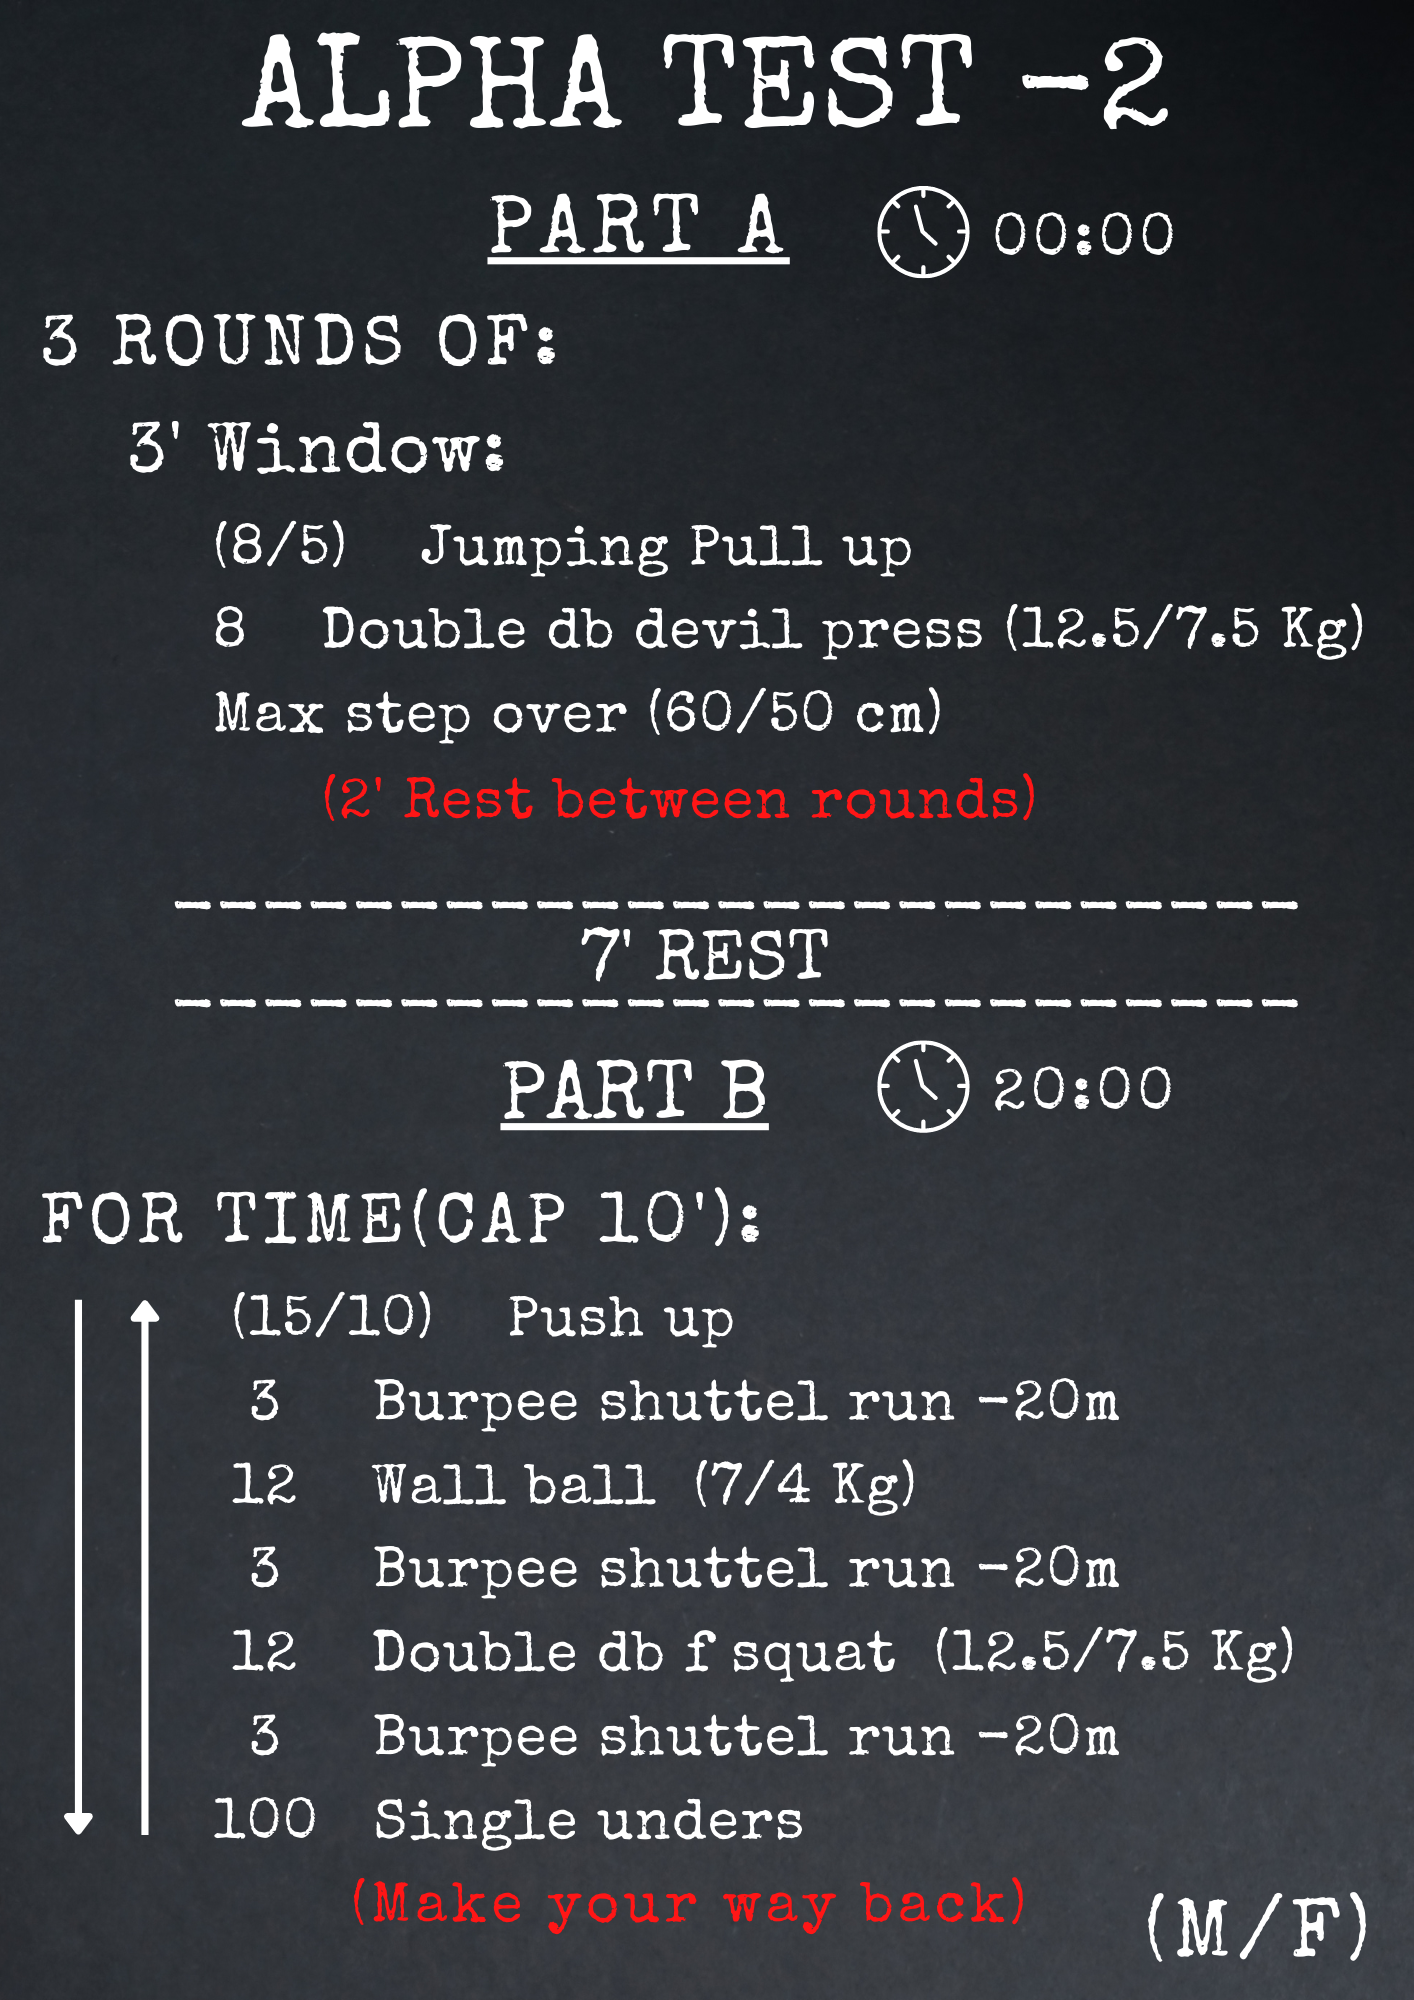 ALPHA TEST -2
PART A 00:00
3 ROUNDS OF:
3' Window:
(8/5) Jumping Pull up
8 Double db devil press (12.5/7.5 Kg)
Max step over (60/50 cm)
(2' Rest between rounds)
-------------------------
7' REST
-------------------------
PART B 20:00
FOR TIME(CAP 10'):
(15/10) Push up
3 Burpee shuttel run -20m
12 Wall ball (7/4 Kg)
3 Burpee shuttel run -20m
12 Double db f squat (12.5/7.5 Kg)
3 Burpee shuttel run -20m
100 Single unders
(Make your way back)
(M/F)